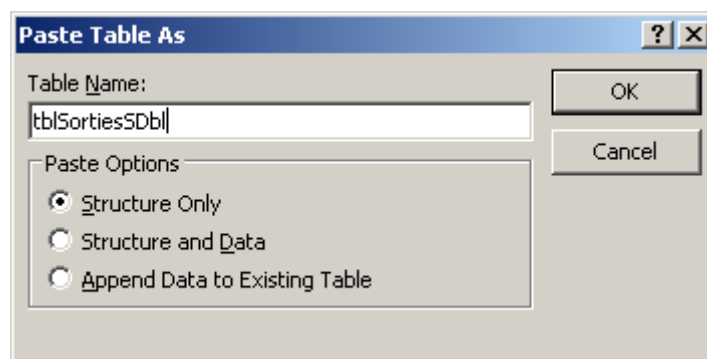 Paste Table As
Table Name:
OK
tblSortiesSDbl
Cancel
Paste Options
Structure Only
Structure and Data
Append Data to Existing Table